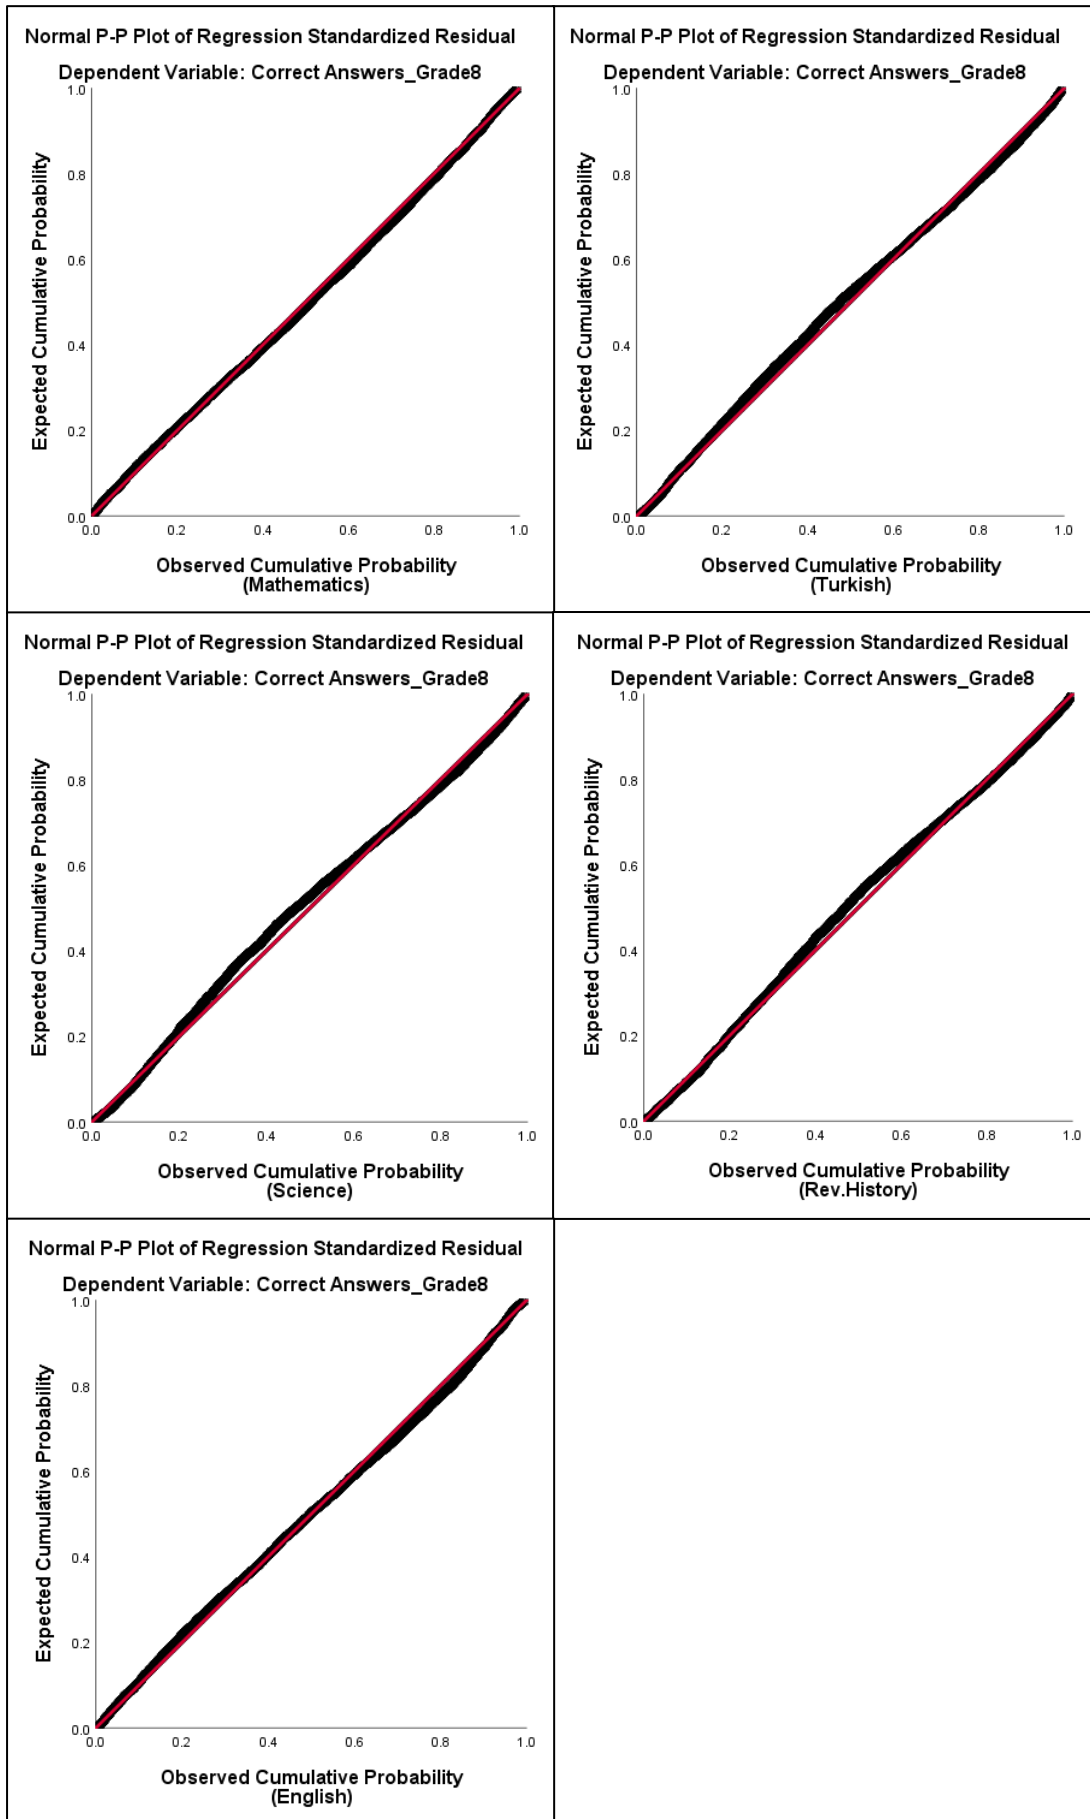 Normal P-P Plot of Regression Standardized Residual
Dependent Variable: Correct Answers_Grade8
Expected Cumulative Probability
1.0
0.8
0.6
0.4
0.2
0.0
0.0 0.2 0.4 0.6 0.8 1.0
Observed Cumulative Probability
(Mathematics)
Normal P-P Plot of Regression Standardized Residual
Dependent Variable: Correct Answers_Grade8
Expected Cumulative Probability
1.0
0.8
0.6
0.4
0.2
0.0
0.0 0.2 0.4 0.6 0.8 1.0
Observed Cumulative Probability
(Turkish)
Normal P-P Plot of Regression Standardized Residual
Dependent Variable: Correct Answers_Grade8
Expected Cumulative Probability
1.0
0.8
0.6
0.4
0.2
0.0
0.0 0.2 0.4 0.6 0.8 1.0
Observed Cumulative Probability
(Science)
Normal P-P Plot of Regression Standardized Residual
Dependent Variable: Correct Answers_Grade8
Expected Cumulative Probability
1.0
0.8
0.6
0.4
0.2
0.0
0.0 0.2 0.4 0.6 0.8 1.0
Observed Cumulative Probability
(Rev.History)
Normal P-P Plot of Regression Standardized Residual
Dependent Variable: Correct Answers_Grade8
Expected Cumulative Probability
1.0
0.8
0.6
0.4
0.2
0.0
0.0 0.2 0.4 0.6 0.8 1.0
Observed Cumulative Probability
(English)